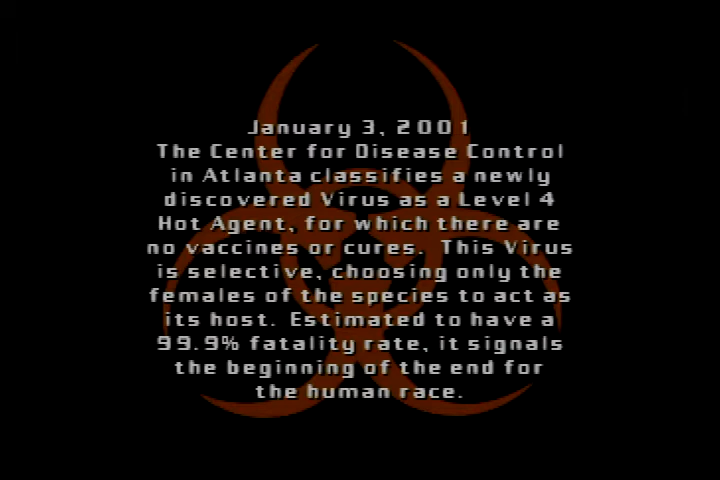 January 3, 2001
The Center for Disease Control
in Atlanta classifies a newly
discovered Virus as a Level 4
Hot Agent, for which there are
no vaccines or cures. This Virus
is selective, choosing only the
females of the species to act as
its host. Estimated to have a
99.9% fatality rate, it signals
the beginning of the end for
the human race.